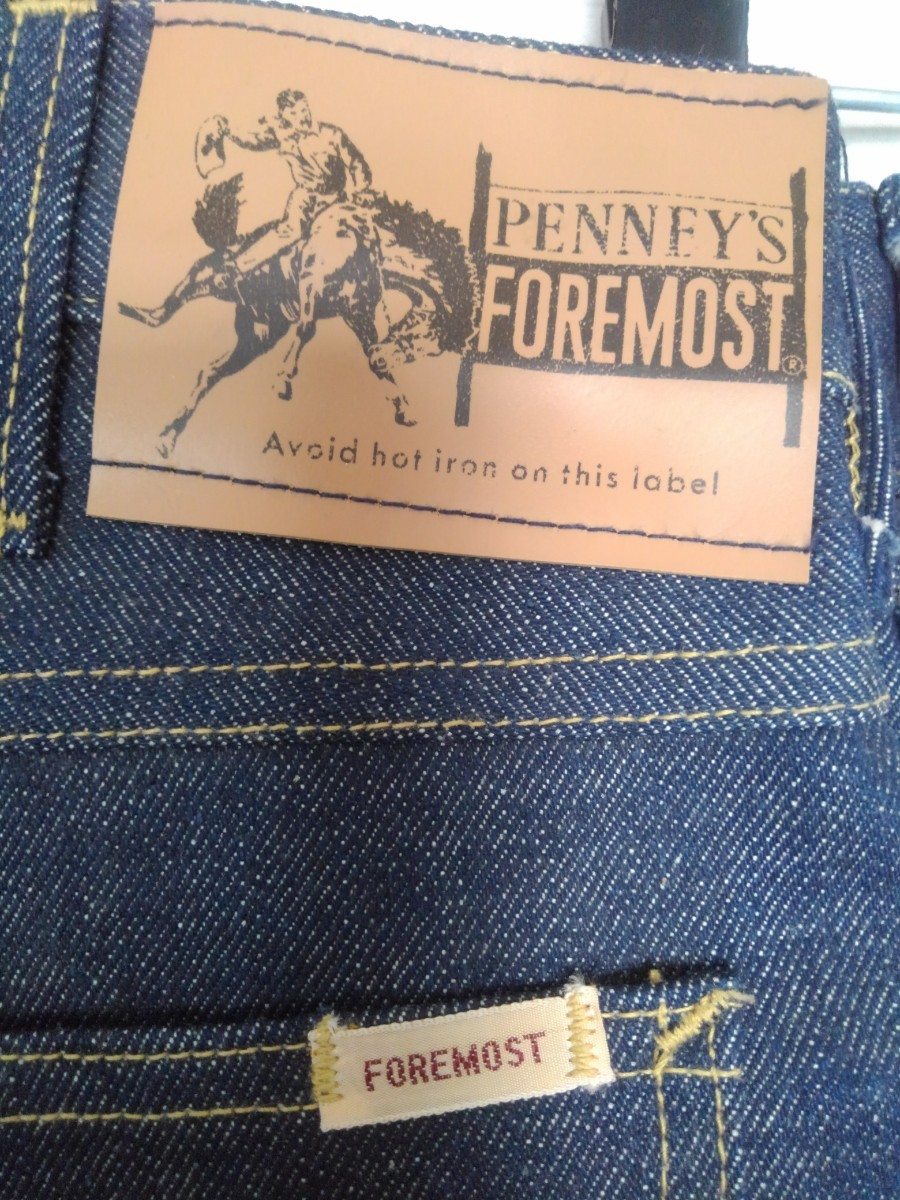 PENNEY'S
FOREMOST®
Avoid hot iron on this label
FOREMOST